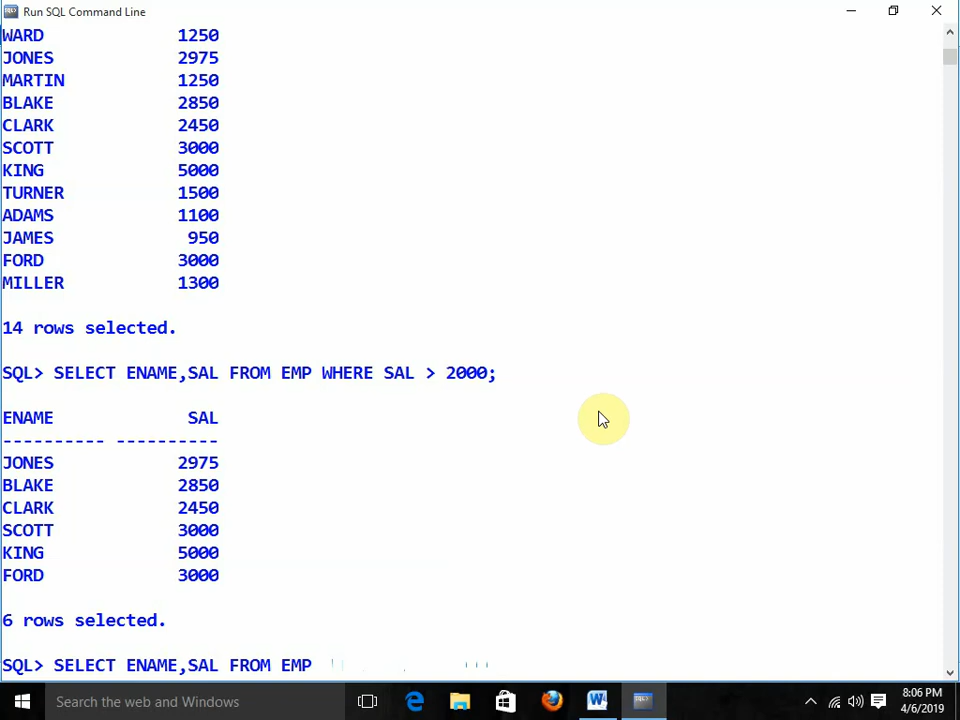 Run SQL Command Line
WARD 1250
JONES 2975
MARTIN 1250
BLAKE 2850
CLARK 2450
SCOTT 3000
KING 5000
TURNER 1500
ADAMS 1100
JAMES 950
FORD 3000
MILLER 1300
14 rows selected.
SQL> SELECT ENAME,SAL FROM EMP WHERE SAL > 2000;
ENAME SAL
---------- ----------
JONES 2975
BLAKE 2850
CLARK 2450
SCOTT 3000
KING 5000
FORD 3000
6 rows selected.
SQL> SELECT ENAME,SAL FROM EMP
Search the web and Windows
8:06 PM
4/6/2019